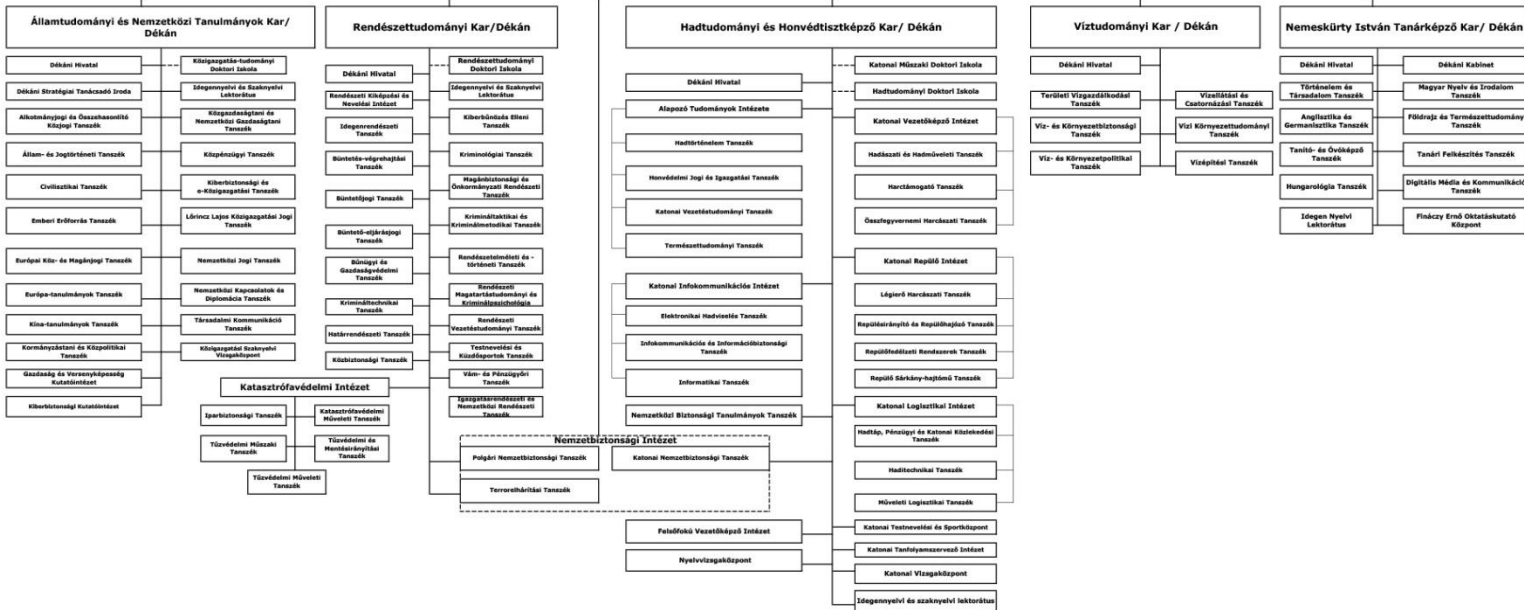 Államtudományi és Nemzetközi Tanulmányok Kar/
Dékán
Dékáni Hivatal
Közigazgatás-tudományi
Doktori Iskola
Dékáni Stratégiai Tanácsadó Iroda
Idegennyelvi és Szaknyelvi
Lektorátus
Alkotmányjogi és Összehasonlító
Közjogi Tanszék
Közgazdaságtani és
Nemzetközi Gazdaságtani
Tanszék
Állam- és Jogtörténeti Tanszék
Közpénzügyi Tanszék
Civilisztikai Tanszék
Kiberbiztonsági és
e-Közigazgatási Tanszék
Emberi Erőforrás Tanszék
Lőrincz Lajos Közigazgatási Jogi
Tanszék
Európai Köz- és Magánjogi Tanszék
Nemzetközi Jogi Tanszék
Európa-tanulmányok Tanszék
Nemzetközi Kapcsolatok és
Diplomácia Tanszék
Kína-tanulmányok Tanszék
Társadalmi Kommunikáció
Tanszék
Kormányzástani és Közpolitikai
Tanszék
Közigazgatási Szaknyelvi
Vizsgaközpont
Gazdaság és Versenyképesség
Kutatóintézet
Kiberbiztonsági Kutatóintézet
Rendészettudományi Kar/Dékán
Dékáni Hivatal
Rendészettudományi
Doktori Iskola
Rendészeti Kiképzési és
Nevelési Intézet
Idegennyelvi és Szaknyelvi
Lektorátus
Idegenrendészeti
Tanszék
Kiberbűnözés Elleni
Tanszék
Büntetés-végrehajtási
Tanszék
Kriminológiai Tanszék
Büntetőjogi Tanszék
Magánbiztonsági és
Önkormányzati Rendészeti
Tanszék
Büntető-eljárásjogi
Tanszék
Krimináltaktikai és
Kriminálmetodikai Tanszék
Bűnügyi és
Gazdaságvédelmi
Tanszék
Rendészetelméleti és -
történeti Tanszék
Krimináltechnikai
Tanszék
Rendészeti
Magatartástudományi és
Kriminálpszichológia
Határrendészeti Tanszék
Rendészeti
Vezetéstudományi Tanszék
Közbiztonsági Tanszék
Testnevelési és
Küzdősportok Tanszék
Vám- és Pénzügyőri
Tanszék
Igazgatásrendészeti és
Nemzetközi Rendészeti
Tanszék
Katasztrófavédelmi Intézet
Iparbiztonsági Tanszék
Katasztrófavédelmi
Műveleti Tanszék
Tűzvédelmi Műszaki
Tanszék
Tűzvédelmi és
Mentésirányítási
Tanszék
Tűzvédelmi Műveleti
Tanszék
Nemzetbiztonsági Intézet
Polgári Nemzetbiztonsági Tanszék
Katonai Nemzetbiztonsági Tanszék
Terrorelhárítási Tanszék
Hadtudományi és Honvédtisztképző Kar/ Dékán
Dékáni Hivatal
Alapozó Tudományok Intézete
Hadtörténelem Tanszék
Honvédelmi Jogi és Igazgatási Tanszék
Katonai Vezetéstudományi Tanszék
Természettudományi Tanszék
Katonai Infokommunikációs Intézet
Elektronikai Hadviselés Tanszék
Infokommunikációs és Információbiztonsági
Tanszék
Informatikai Tanszék
Nemzetközi Biztonsági Tanulmányok Tanszék
Felsőfokú Vezetőképző Intézet
Nyelvvizsgaközpont
Katonai Műszaki Doktori Iskola
Hadtudományi Doktori Iskola
Katonai Vezetőképző Intézet
Hadászati és Hadműveleti Tanszék
Harctámogató Tanszék
Összfegyvernemi Harcászati Tanszék
Katonai Repülő Intézet
Légierő Harcászati Tanszék
Repülésirányító és Repülőhajózó Tanszék
Repülőfedélzeti Rendszerek Tanszék
Repülő Sárkány-hajtómű Tanszék
Katonai Logisztikai Intézet
Hadtáp, Pénzügyi és Katonai Közlekedési
Tanszék
Haditechnikai Tanszék
Műveleti Logisztikai Tanszék
Katonai Testnevelési és Sportközpont
Katonai Tanfolyamszervező Intézet
Katonai Vizsgaközpont
Idegennyelvi és szaknyelvi lektorátus
Víztudományi Kar / Dékán
Dékáni Hivatal
Területi Vízgazdálkodási
Tanszék
Vízellátási és
Csatornázási Tanszék
Víz- és Környezetbiztonsági
Tanszék
Vízi Környezettudományi
Tanszék
Víz- és Környezetpolitikai
Tanszék
Vízépítési Tanszék
Nemeskürty István Tanárképző Kar/ Dékán
Dékáni Hivatal
Dékáni Kabinet
Történelem és
Társadalom Tanszék
Magyar Nyelv és Irodalom
Tanszék
Anglisztika és
Germanisztika Tanszék
Földrajz és Természettudomány
Tanszék
Tanító- és Óvóképző
Tanszék
Tanári Felkészítés Tanszék
Hungarológia Tanszék
Digitális Média és Kommunikáció
Tanszék
Idegen Nyelvi
Lektorátus
Fináczy Ernő Oktatáskutató
Központ